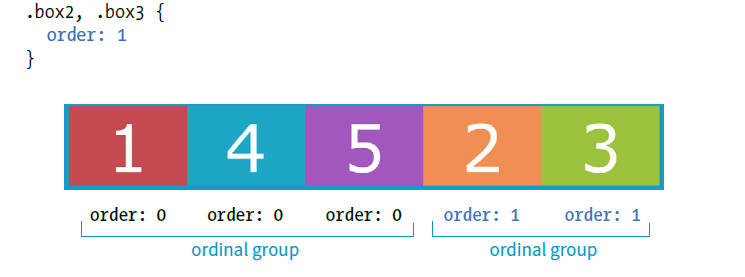 .box2, .box3 {
order: 1
}
1 4 5 2 3
order: 0 order: 0 order: 0 order: 1 order: 1
ordinal group ordinal group